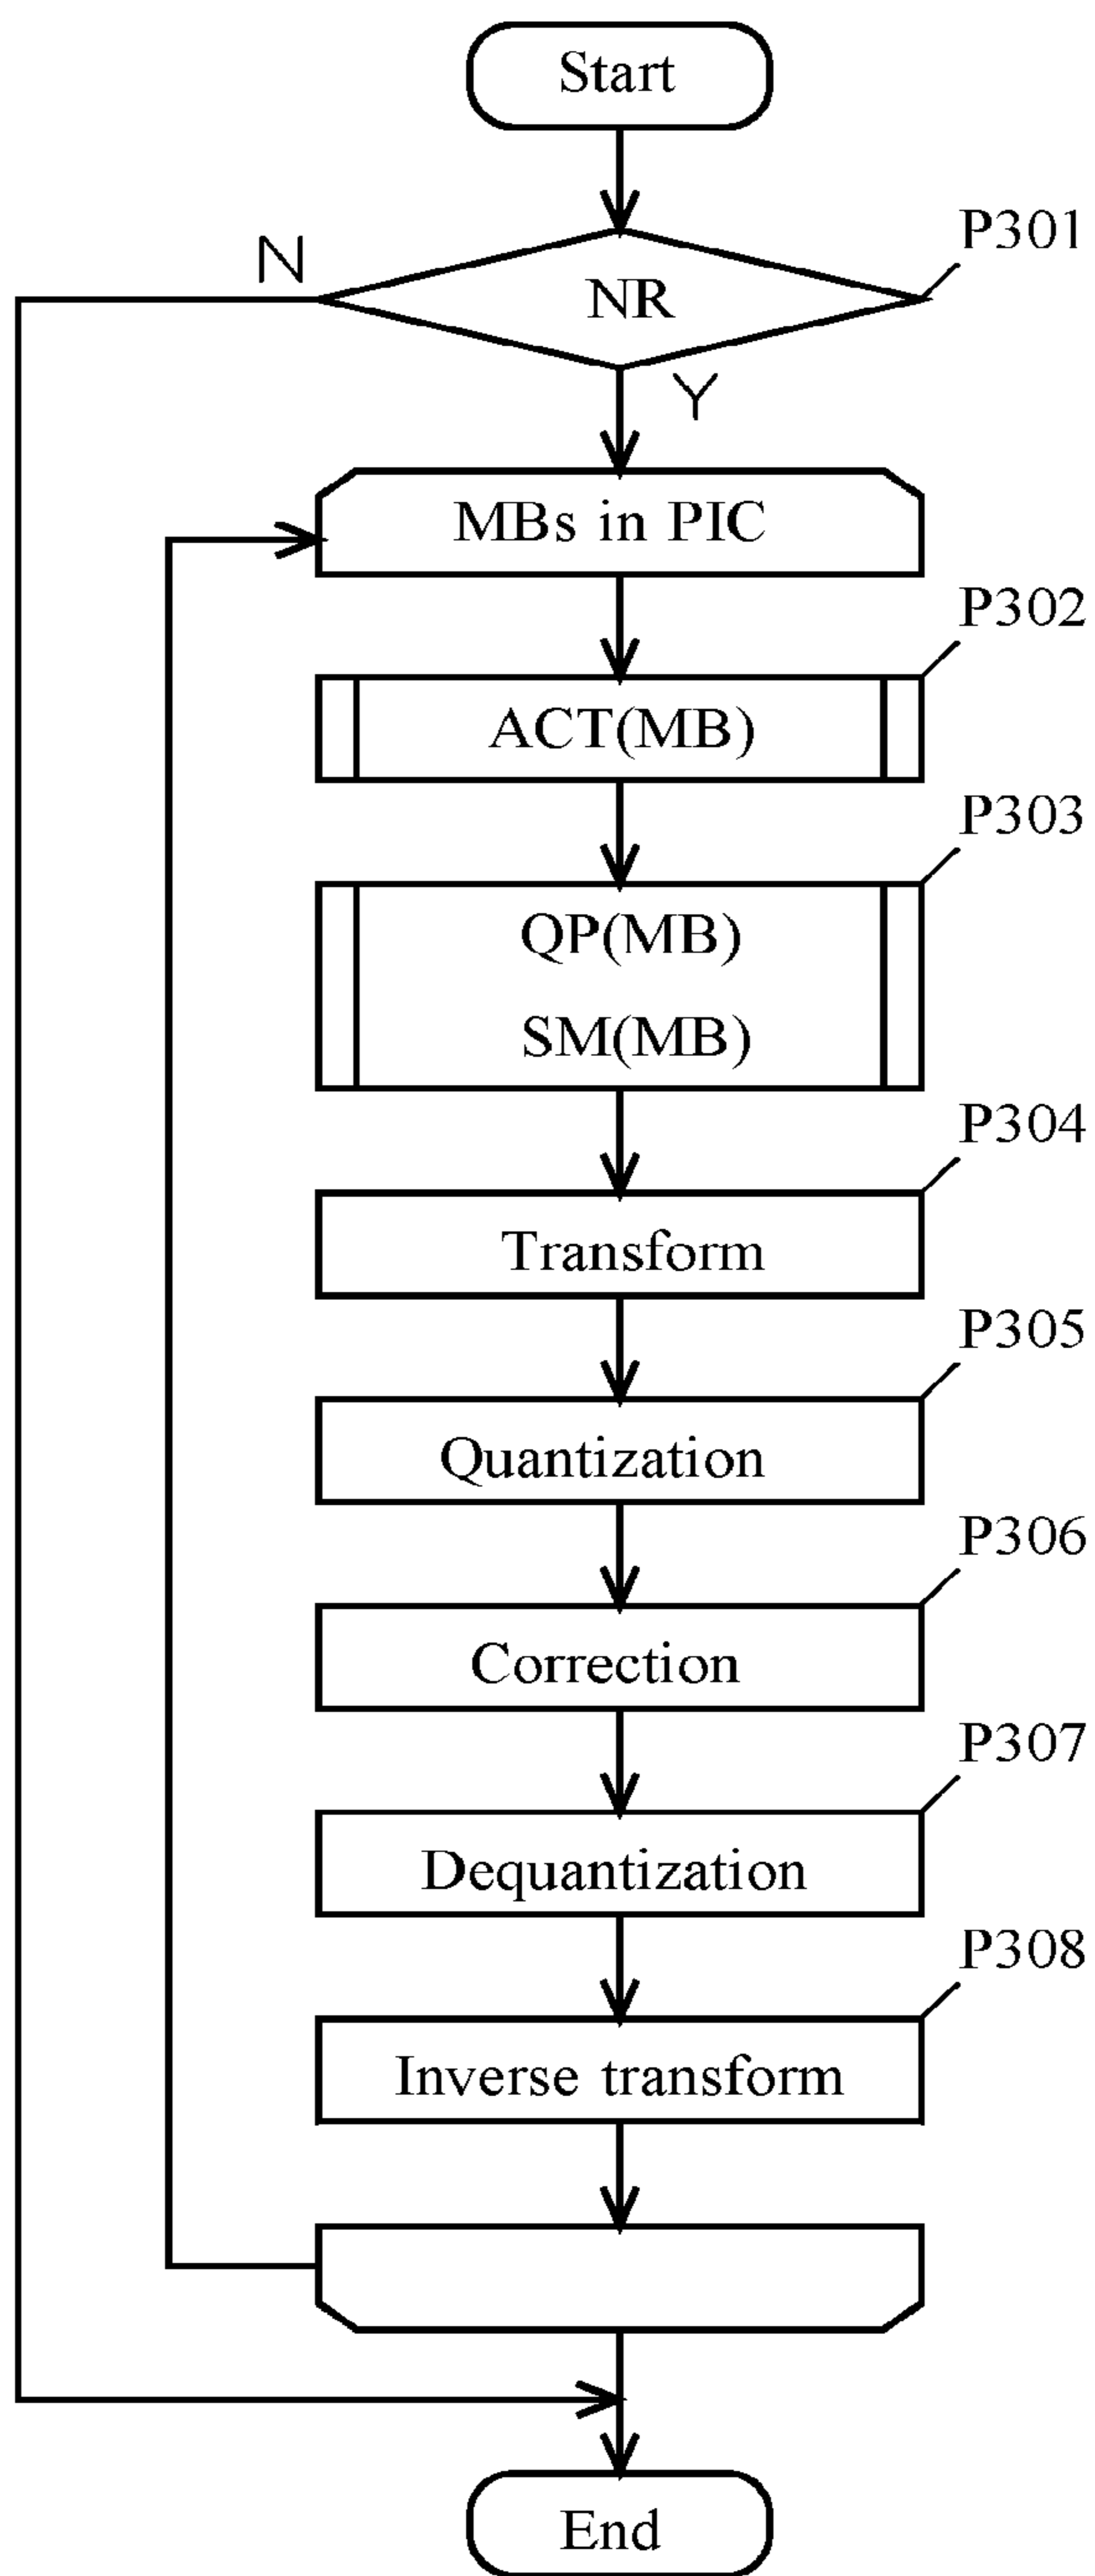 Start
P301
N
NR
Y
MBs in PIC
P302
ACT(MB)
P303
QP(MB)
SM(MB)
P304
Transform
P305
Quantization
P306
Correction
P307
Dequantization
P308
Inverse transform
End